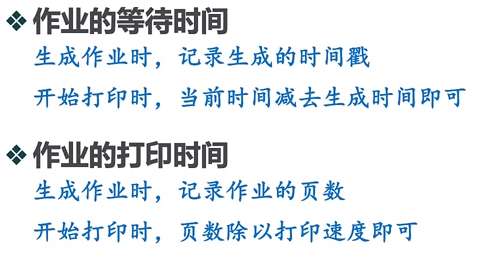 ❖ 作业的等待时间
生成作业时，记录生成的时间戳
开始打印时，当前时间减去生成时间即可
❖ 作业的打印时间
生成作业时，记录作业的页数
开始打印时，页数除以打印速度即可